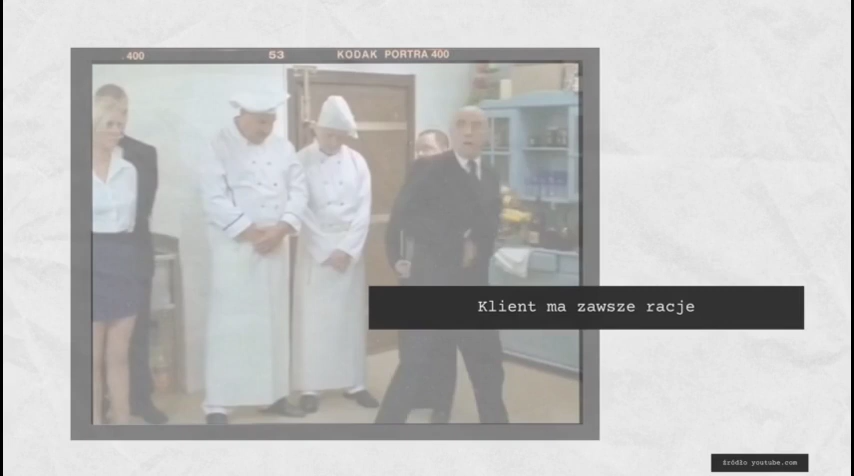 400
53
KODAK PORTRA 400
Klient ma zawsze racje
źródło youtube.com